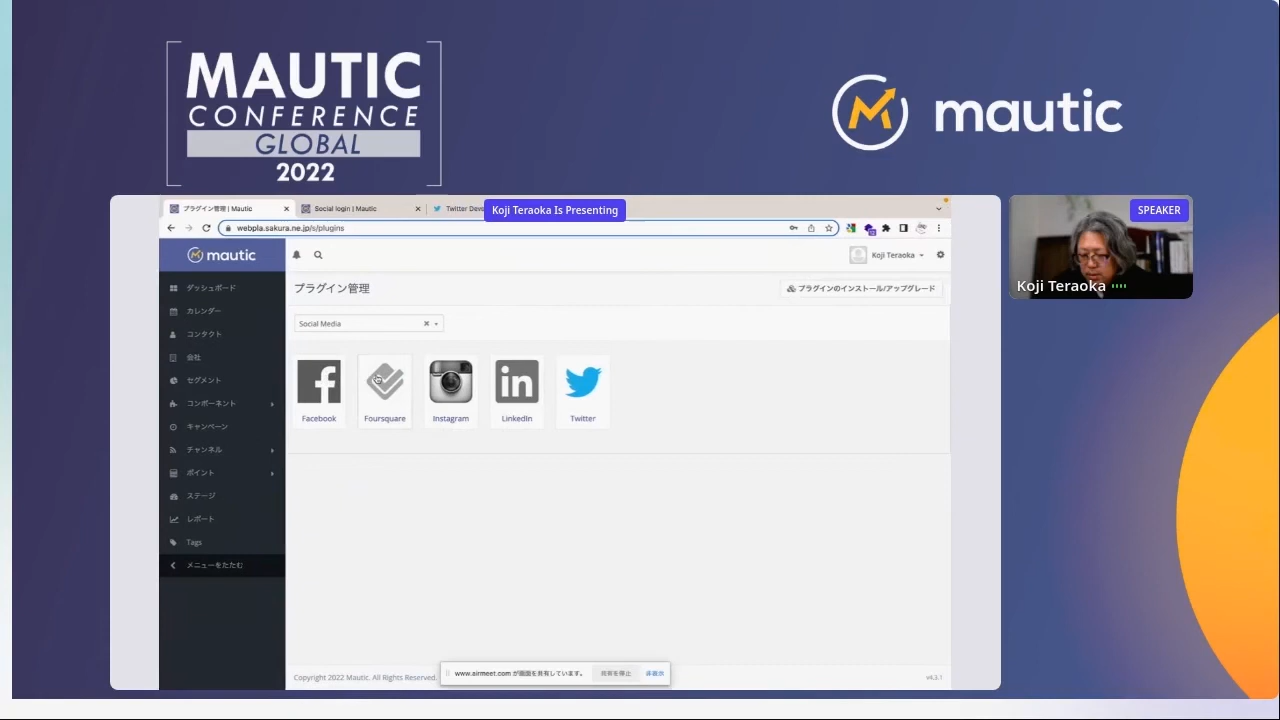 MAUTIC
CONFERENCE
GLOBAL
2022
mautic
プラグイン管理 | Mautic
Social login | Mautic
Twitter Deve
Koji Teraoka Is Presenting
webpla.sakura.ne.jp/s/plugins
SPEAKER
Koji Teraoka
mautic
Koji Teraoka
ダッシュボード
カレンダー
コンタクト
会社
セグメント
コンポーネント
キャンペーン
チャンネル
ポイント
ステージ
レポート
Tags
メニューをたたむ
プラグイン管理
プラグインのインストール/アップグレード
Social Media
Facebook
Foursquare
Instagram
LinkedIn
Twitter
Copyright 2022 Mautic. All Rights Reserved.
www.airmeet.com が画面を共有しています。
共有を停止
非表示
v4.3.1